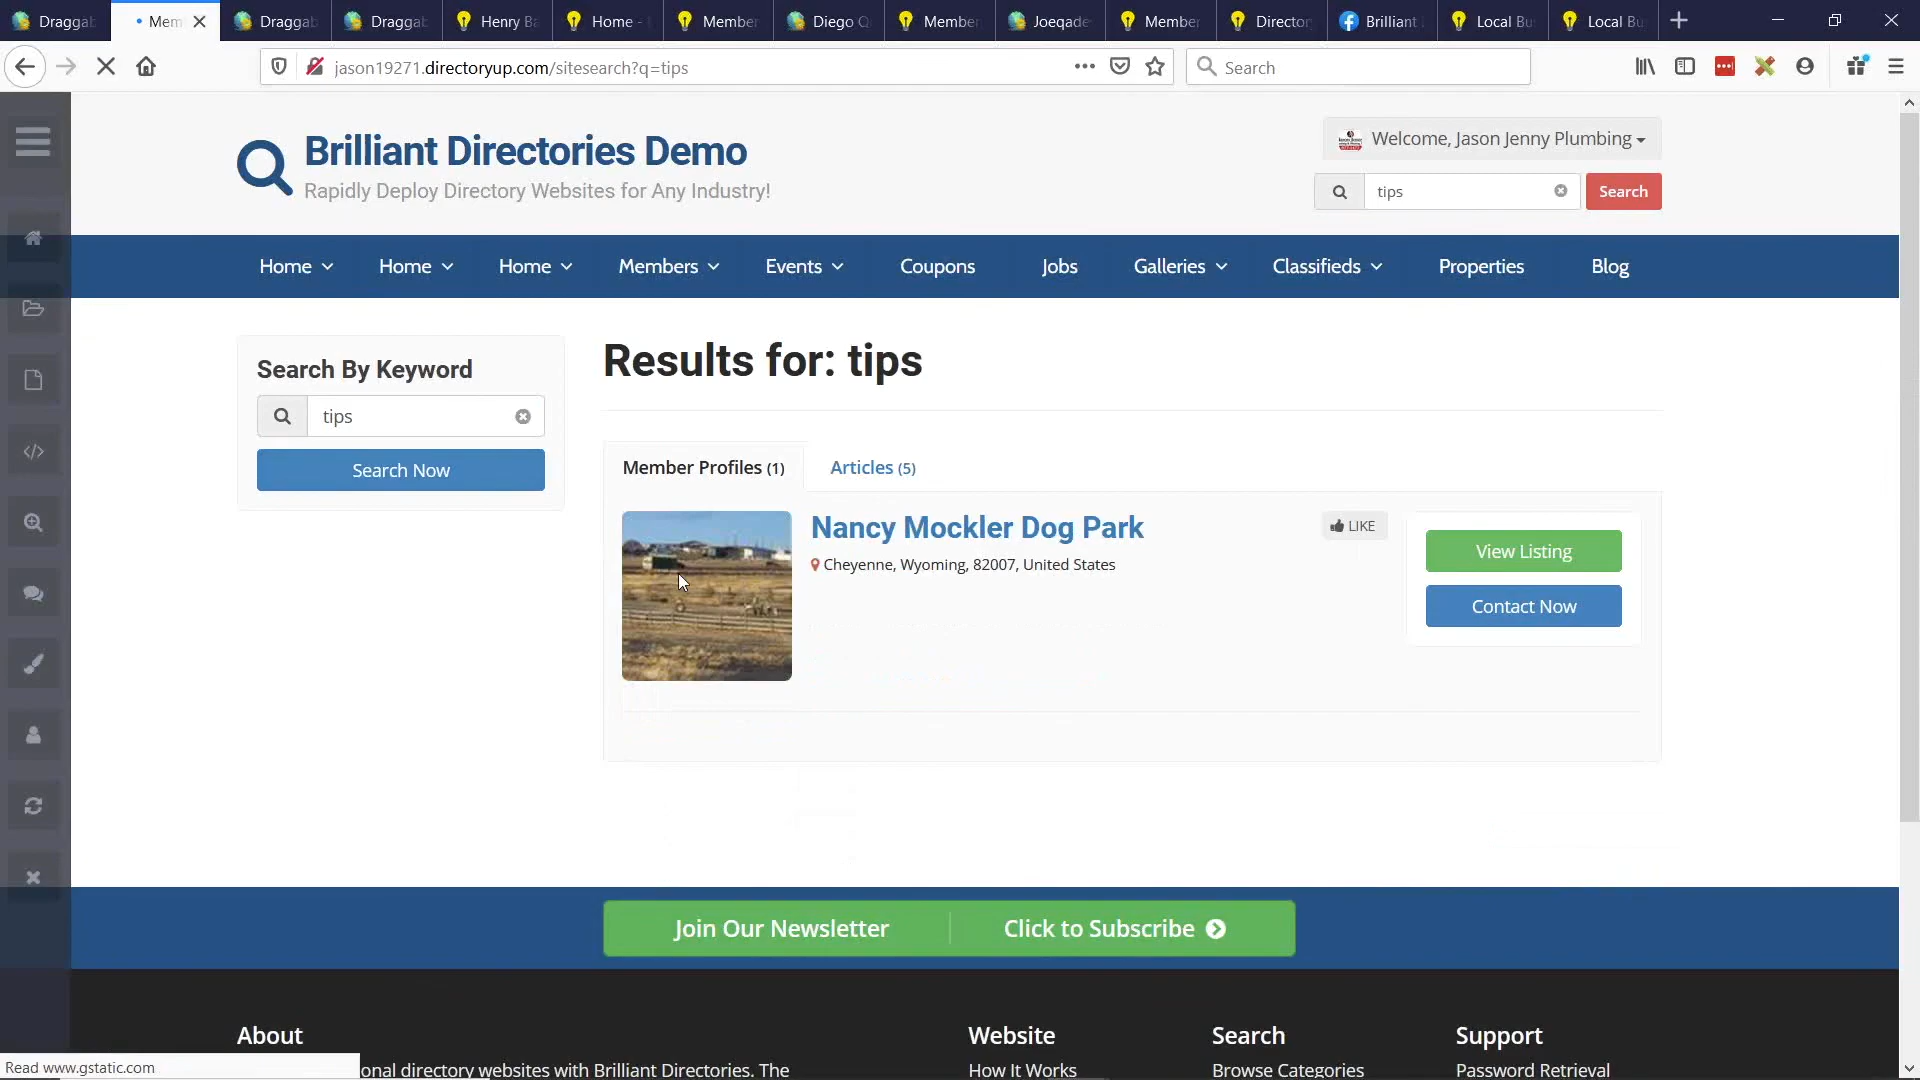 Draggab
Mem
Draggab
Draggab
Henry Ba
Home -
Member
Diego Q
Member
Joeqade
Member
Director
Brilliant
Local Bu
Local Bu
jason19271.directoryup.com/sitesearch?q=tips
Search
Brilliant Directories Demo
Rapidly Deploy Directory Websites for Any Industry!
Welcome, Jason Jenny Plumbing
tips
Search
Home
Home
Home
Members
Events
Coupons
Jobs
Galleries
Classifieds
Properties
Blog
Search By Keyword
tips
Search Now
Results for: tips
Member Profiles (1)
Articles (5)
Nancy Mockler Dog Park
Cheyenne, Wyoming, 82007, United States
LIKE
View Listing
Contact Now
Join Our Newsletter
Click to Subscribe
About
Website
Search
Support
onal directory websites with Brilliant Directories. The
How It Works
Browse Categories
Password Retrieval
Read www.gstatic.com